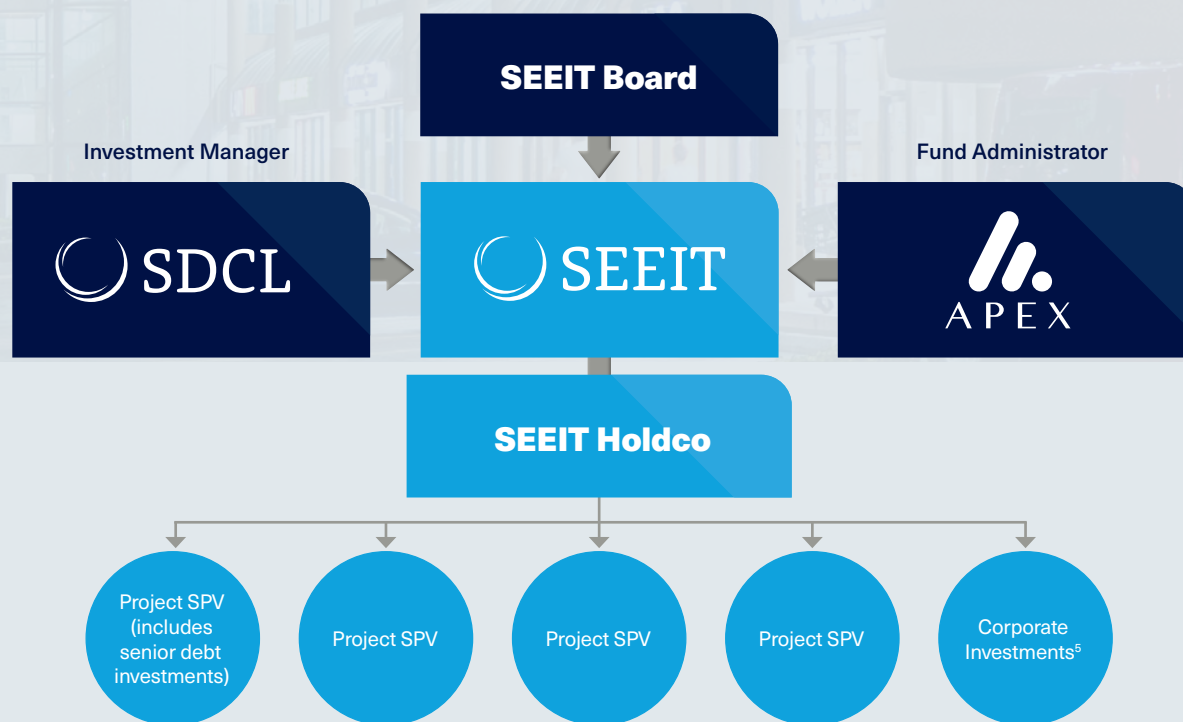 SEEIT Board
Investment Manager
Fund Administrator
SDCL
SEEIT
APEX
SEEIT Holdco
Project SPV
(includes
senior debt
investments)
Project SPV
Project SPV
Project SPV
Corporate
Investments⁵